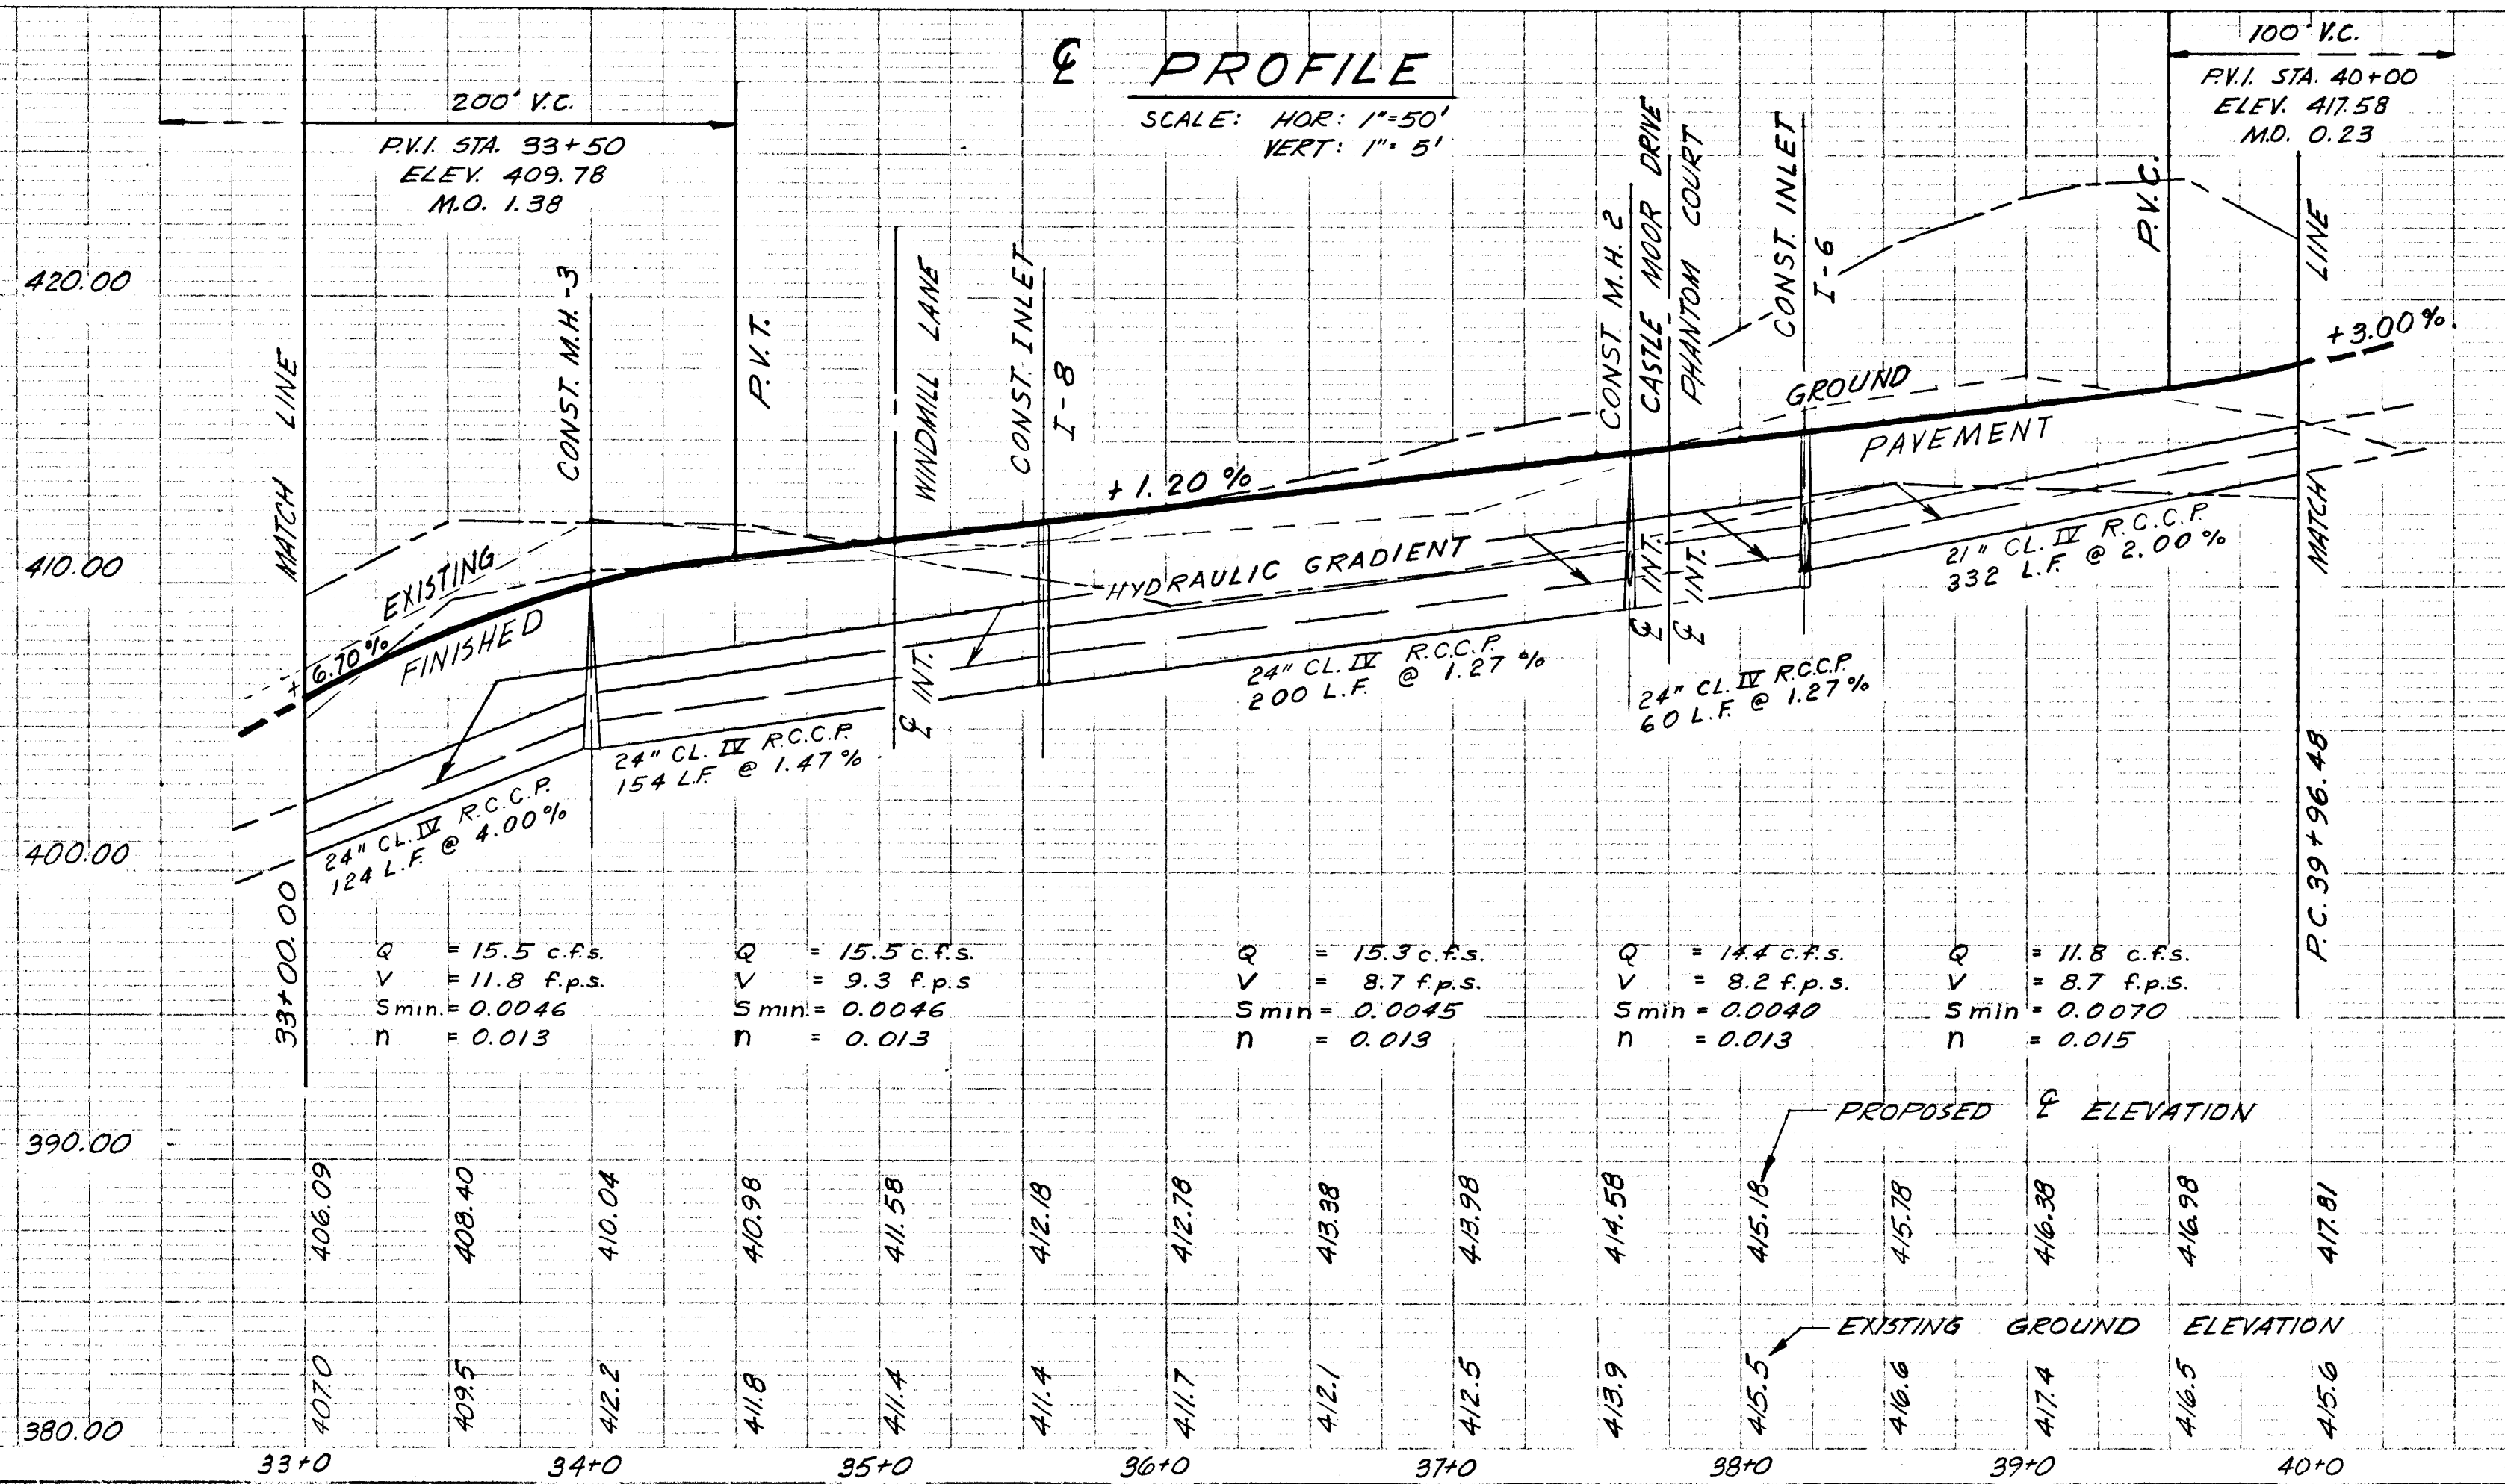 ℄ PROFILE
SCALE: HOR: 1"=50'
VERT: 1"= 5'
200' V.C.
P.V.I. STA. 33+50
ELEV. 409.78
M.O. 1.38
100' V.C.
P.V.I. STA. 40+00
ELEV. 417.58
M.O. 0.23
420.00
410.00
400.00
390.00
380.00
MATCH LINE
33+00.00
CONST. M.H.-3
P.V.T.
WINDMILL LANE
℄ INT.
CONST. INLET
I-8
CONST. M.H. 2
CASTLE MOOR DRIVE
℄ INT.
PHANTOM COURT
℄ INT.
CONST. INLET
I-6
P.V.C.
MATCH LINE
P.C. 39+96.48
+6.70%
EXISTING
FINISHED
+1.20%
HYDRAULIC GRADIENT
GROUND
PAVEMENT
+3.00%
24" CL. IV R.C.C.P.
124 L.F. @ 4.00%
24" CL. IV R.C.C.P.
154 L.F. @ 1.47%
24" CL. IV R.C.C.P.
200 L.F. @ 1.27%
24" CL. IV R.C.C.P.
60 L.F. @ 1.27%
21" CL. IV R.C.C.P.
332 L.F. @ 2.00%
Q = 15.5 c.f.s.
V = 11.8 f.p.s.
S min. = 0.0046
n = 0.013
Q = 15.5 c.f.s.
V = 9.3 f.p.s
S min. = 0.0046
n = 0.013
Q = 15.3 c.f.s.
V = 8.7 f.p.s.
S min = 0.0045
n = 0.013
Q = 14.4 c.f.s.
V = 8.2 f.p.s.
S min = 0.0040
n = 0.013
Q = 11.8 c.f.s.
V = 8.7 f.p.s.
S min = 0.0070
n = 0.015
PROPOSED ℄ ELEVATION
406.09 408.40 410.04 410.98 411.58 412.18 412.78 413.38 413.98 414.58 415.18 415.78 416.38 416.98 417.81
EXISTING GROUND ELEVATION
407.0 409.5 412.2 411.8 411.4 411.4 411.7 412.1 412.5 413.9 415.5 416.6 417.4 416.5 415.6
33+0 34+0 35+0 36+0 37+0 38+0 39+0 40+0